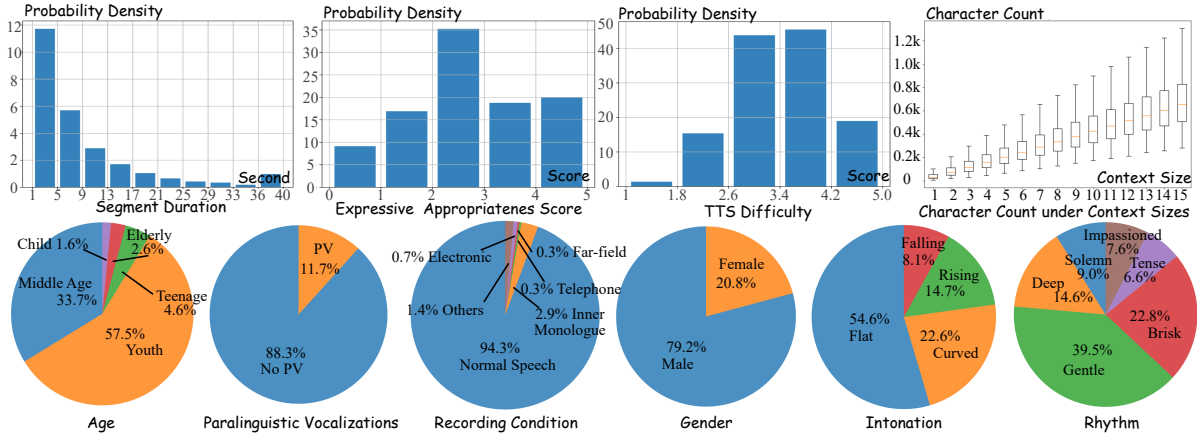 Probability Density
12
10
8
6
4
2
0
1 5 9 13 17 21 25 29 33 36 40
Second
Segment Duration
Probability Density
35
30
25
20
15
10
5
0
0 1 2 3 4 5
Score
Expressive Appropriatenes Score
Probability Density
50
40
30
20
10
0
1.0 1.8 2.6 3.4 4.2 5.0
Score
TTS Difficulty
Character Count
1.2k
1.0k
0.8k
0.6k
0.4k
0.2k
0
1 2 3 4 5 6 7 8 9 10 11 12 13 14 15
Context Size
Character Count under Context Sizes
Child 1.6%
Elderly
2.6%
Middle Age
33.7%
Teenage
4.6%
57.5%
Youth
Age
PV
11.7%
88.3%
No PV
Paralinguistic Vocalizations
0.7% Electronic
0.3% Far-field
0.3% Telephone
1.4% Others
2.9% Inner
Monologue
94.3%
Normal Speech
Recording Condition
Female
20.8%
79.2%
Male
Gender
Falling
8.1%
Rising
14.7%
54.6%
Flat
22.6%
Curved
Intonation
Impassioned
7.6%
Solemn
9.0%
Tense
6.6%
Deep
14.6%
22.8%
Brisk
39.5%
Gentle
Rhythm